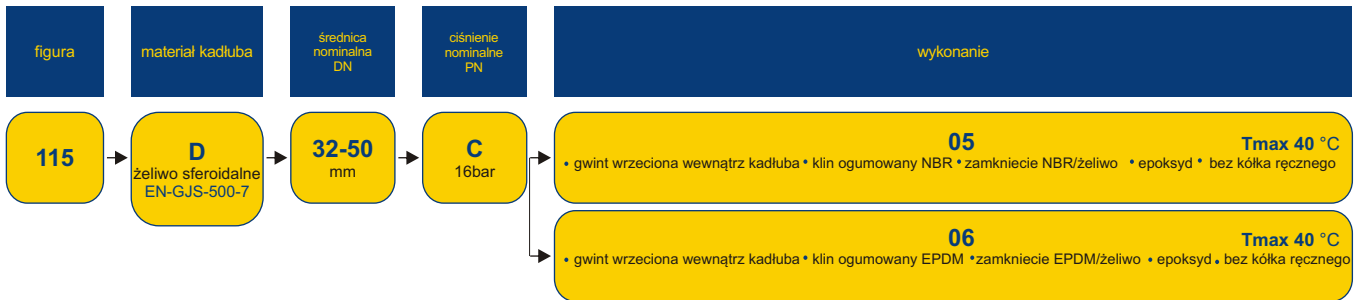 figura
materiał kadłuba
średnica
nominalna
DN
ciśnienie
nominalne
PN
wykonanie
115
D
żeliwo sferoidalne
EN-GJS-500-7
32-50
mm
C
16bar
05 Tmax 40 °C
• gwint wrzeciona wewnątrz kadłuba • klin ogumowany NBR • zamkniecie NBR/żeliwo • epoksyd • bez kółka ręcznego
06 Tmax 40 °C
• gwint wrzeciona wewnątrz kadłuba • klin ogumowany EPDM • zamkniecie EPDM/żeliwo • epoksyd • bez kółka ręcznego